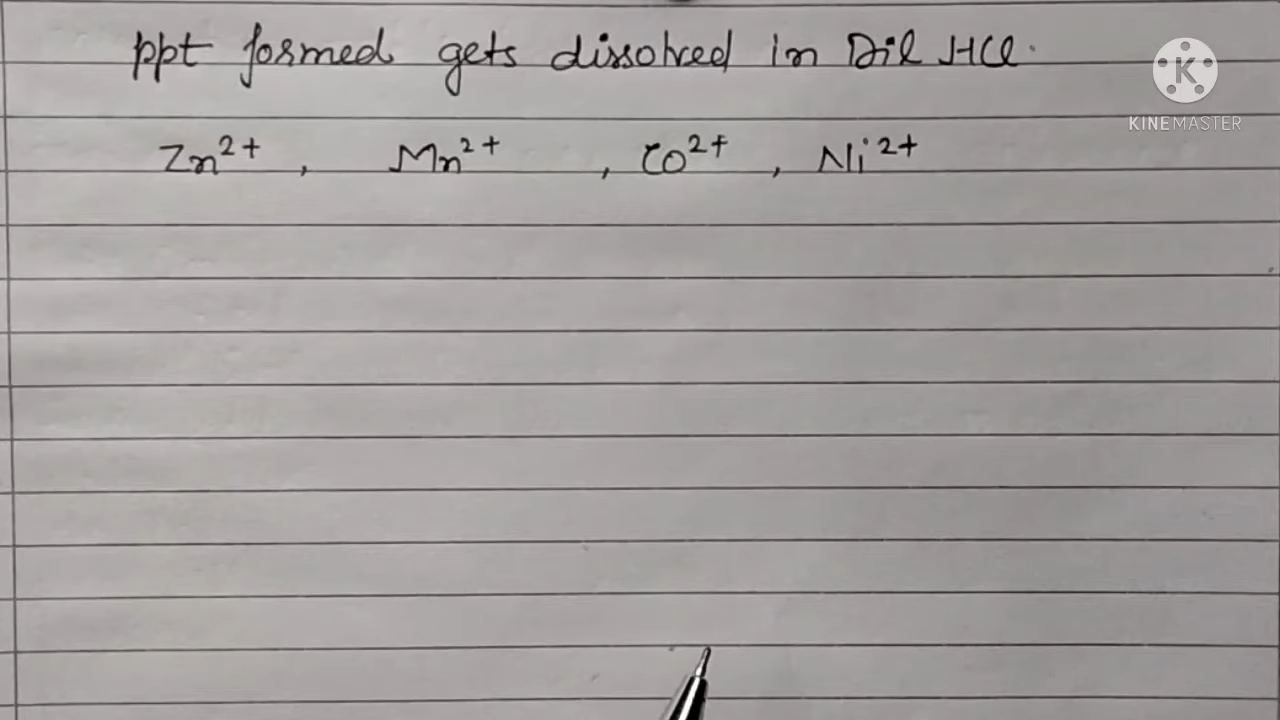 ppt formed gets dissolved in Dil HCl.
Zn²⁺, Mn²⁺, Co²⁺, Ni²⁺
K
KINEMASTER